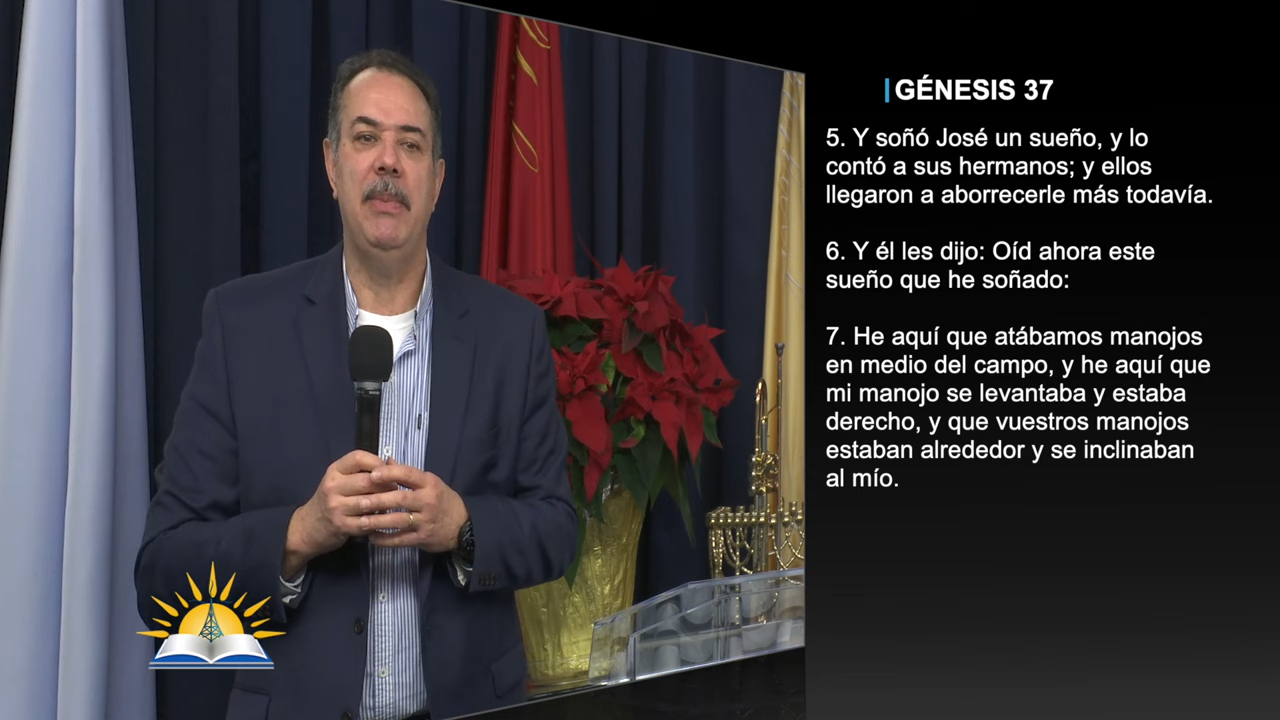 GÉNESIS 37
5. Y soñó José un sueño, y lo
contó a sus hermanos; y ellos
llegaron a aborrecerle más todavía.
6. Y él les dijo: Oíd ahora este
sueño que he soñado:
7. He aquí que atábamos manojos
en medio del campo, y he aquí que
mi manojo se levantaba y estaba
derecho, y que vuestros manojos
estaban alrededor y se inclinaban
al mío.